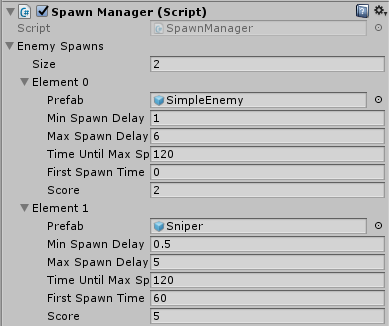 Spawn Manager (Script)
Script SpawnManager
Enemy Spawns
Size 2
Element 0
Prefab SimpleEnemy
Min Spawn Delay 1
Max Spawn Delay 6
Time Until Max Sp 120
First Spawn Time 0
Score 2
Element 1
Prefab Sniper
Min Spawn Delay 0.5
Max Spawn Delay 5
Time Until Max Sp 120
First Spawn Time 60
Score 5